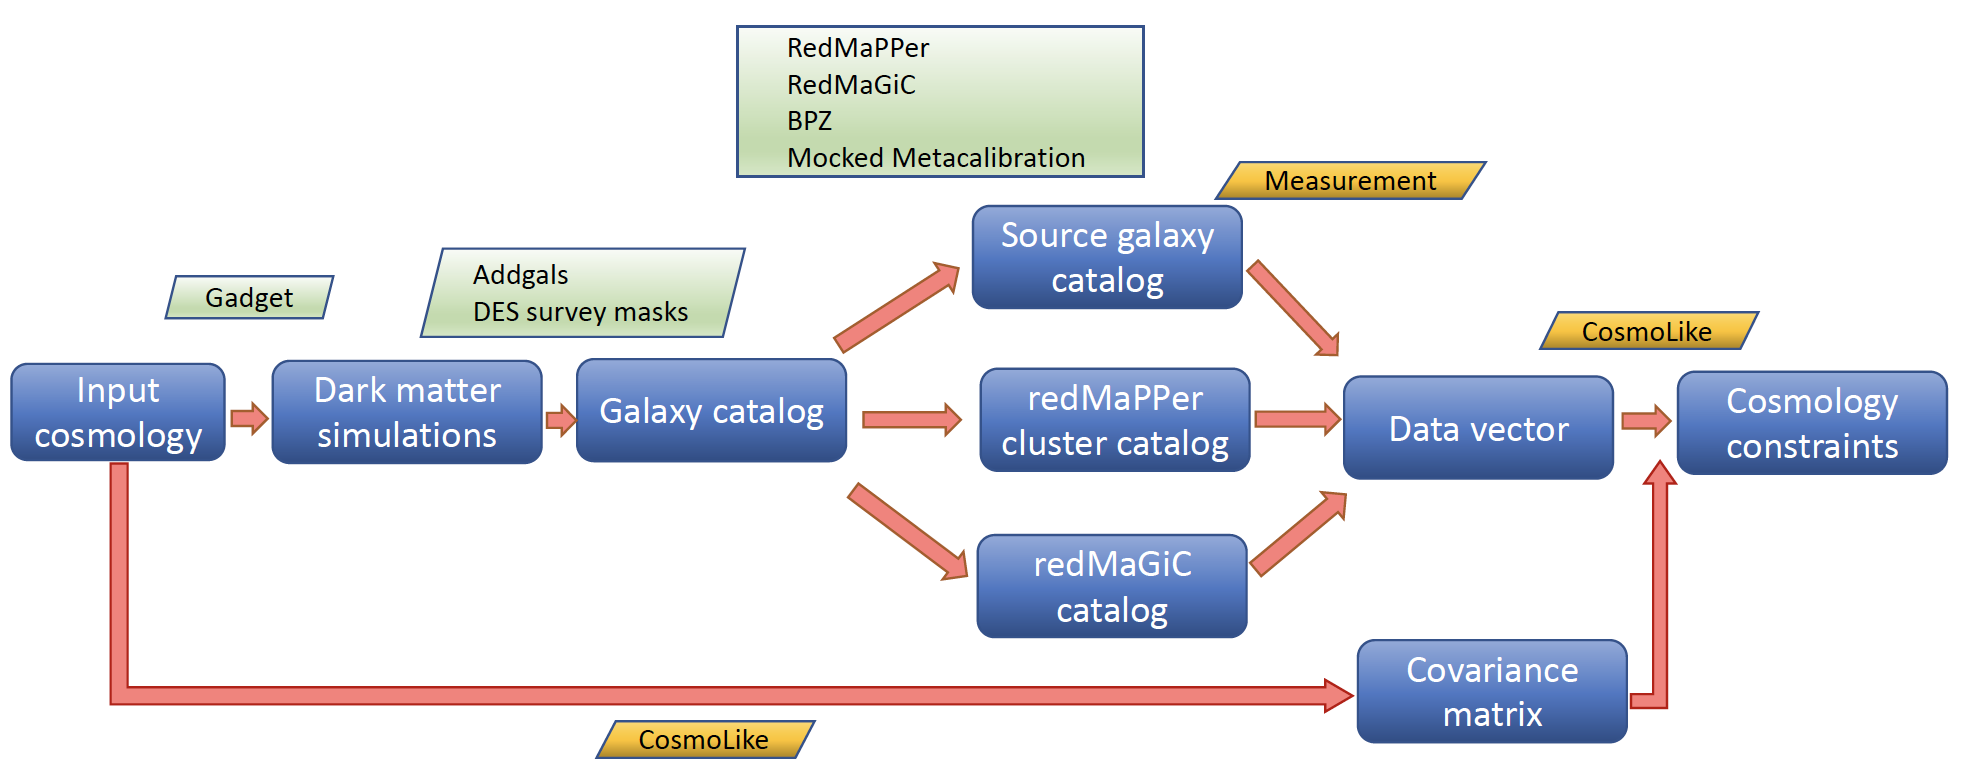 RedMaPPer
RedMaGiC
BPZ
Mocked Metacalibration
Measurement
Source galaxy
catalog
Addgals
DES survey masks
Gadget
CosmoLike
Input
cosmology
Dark matter
simulations
Galaxy catalog
redMaPPer
cluster catalog
Data vector
Cosmology
constraints
redMaGiC
catalog
Covariance
matrix
CosmoLike